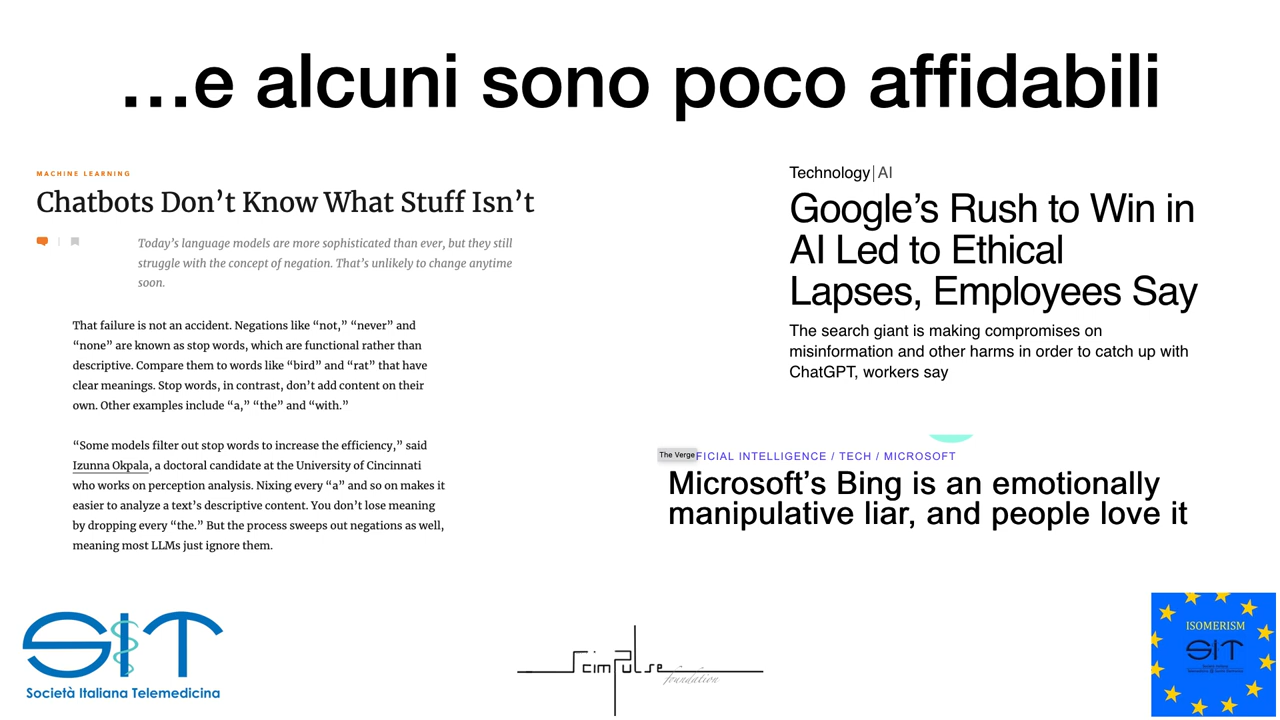 ...e alcuni sono poco affidabili
MACHINE LEARNING
Chatbots Don’t Know What Stuff Isn’t
Today’s language models are more sophisticated than ever, but they still
struggle with the concept of negation. That’s unlikely to change anytime
soon.
That failure is not an accident. Negations like “not,” “never” and
“none” are known as stop words, which are functional rather than
descriptive. Compare them to words like “bird” and “rat” that have
clear meanings. Stop words, in contrast, don’t add content on their
own. Other examples include “a,” “the” and “with.”
“Some models filter out stop words to increase the efficiency,” said
Izunna Okpala, a doctoral candidate at the University of Cincinnati
who works on perception analysis. Nixing every “a” and so on makes it
easier to analyze a text’s descriptive content. You don’t lose meaning
by dropping every “the.” But the process sweeps out negations as well,
meaning most LLMs just ignore them.
Technology | AI
Google’s Rush to Win in
AI Led to Ethical
Lapses, Employees Say
The search giant is making compromises on
misinformation and other harms in order to catch up with
ChatGPT, workers say
The Verge
FICIAL INTELLIGENCE / TECH / MICROSOFT
Microsoft’s Bing is an emotionally
manipulative liar, and people love it
SIT
Società Italiana Telemedicina
Scimpulse
foundation
ISOMERISM
SIT